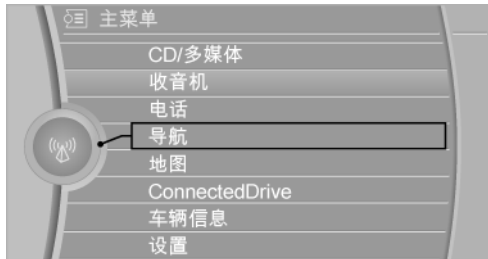 主菜单
CD/多媒体
收音机
电话
导航
地图
ConnectedDrive
车辆信息
设置